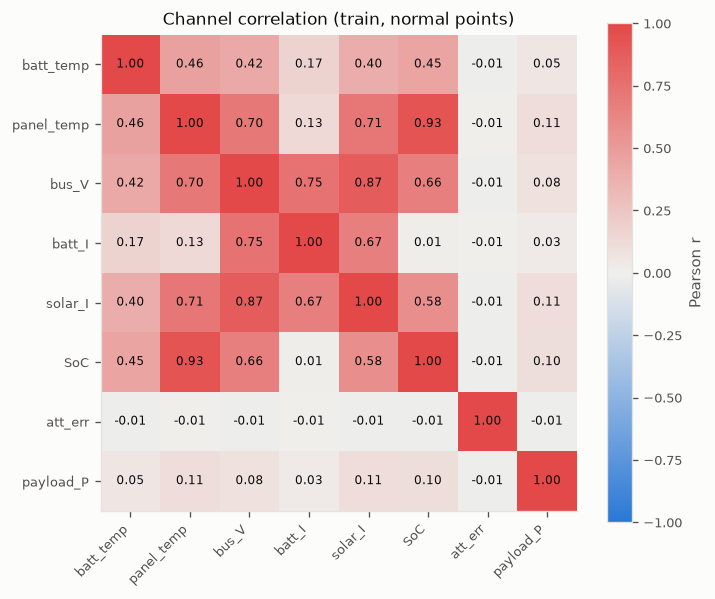 Channel correlation (train, normal points)
batt_temp 1.00 0.46 0.42 0.17 0.40 0.45 -0.01 0.05
panel_temp 0.46 1.00 0.70 0.13 0.71 0.93 -0.01 0.11
bus_V 0.42 0.70 1.00 0.75 0.87 0.66 -0.01 0.08
batt_I 0.17 0.13 0.75 1.00 0.67 0.01 -0.01 0.03
solar_I 0.40 0.71 0.87 0.67 1.00 0.58 -0.01 0.11
SoC 0.45 0.93 0.66 0.01 0.58 1.00 -0.01 0.10
att_err -0.01 -0.01 -0.01 -0.01 -0.01 -0.01 1.00 -0.01
payload_P 0.05 0.11 0.08 0.03 0.11 0.10 -0.01 1.00
batt_temp panel_temp bus_V batt_I solar_I SoC att_err payload_P
1.00
0.75
0.50
0.25
0.00
−0.25
−0.50
−0.75
−1.00
Pearson r